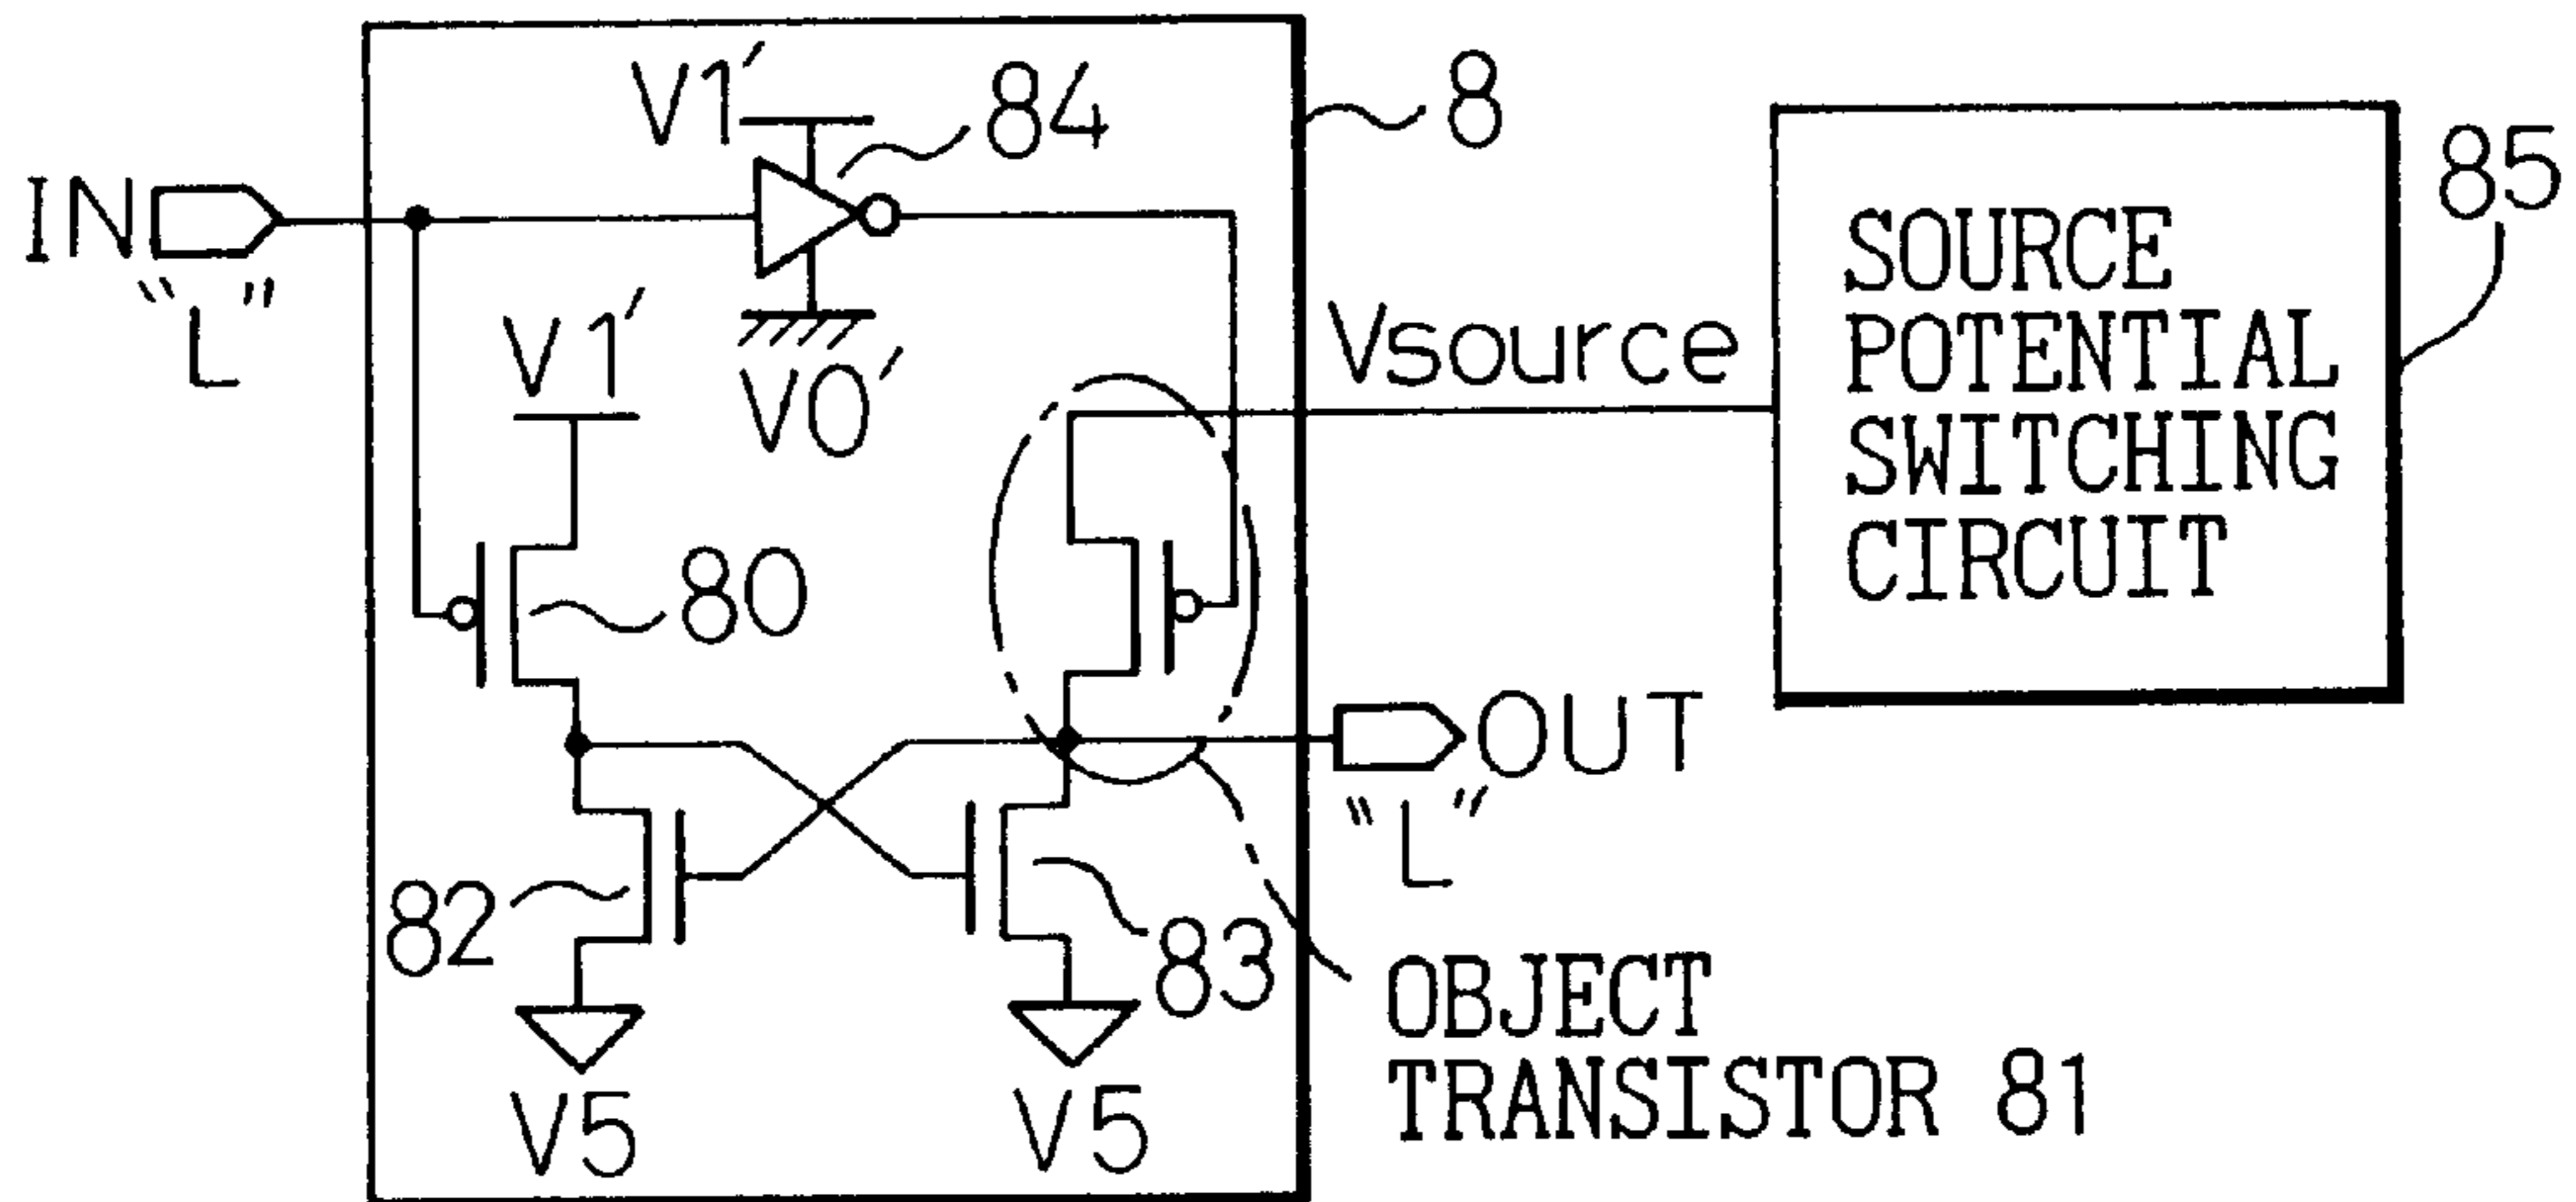 V1′
84
8
IN
"L"
85
SOURCE
POTENTIAL
SWITCHING
CIRCUIT
V1′
V0′
Vsource
80
OUT
"L"
82
83
OBJECT
TRANSISTOR 81
V5
V5